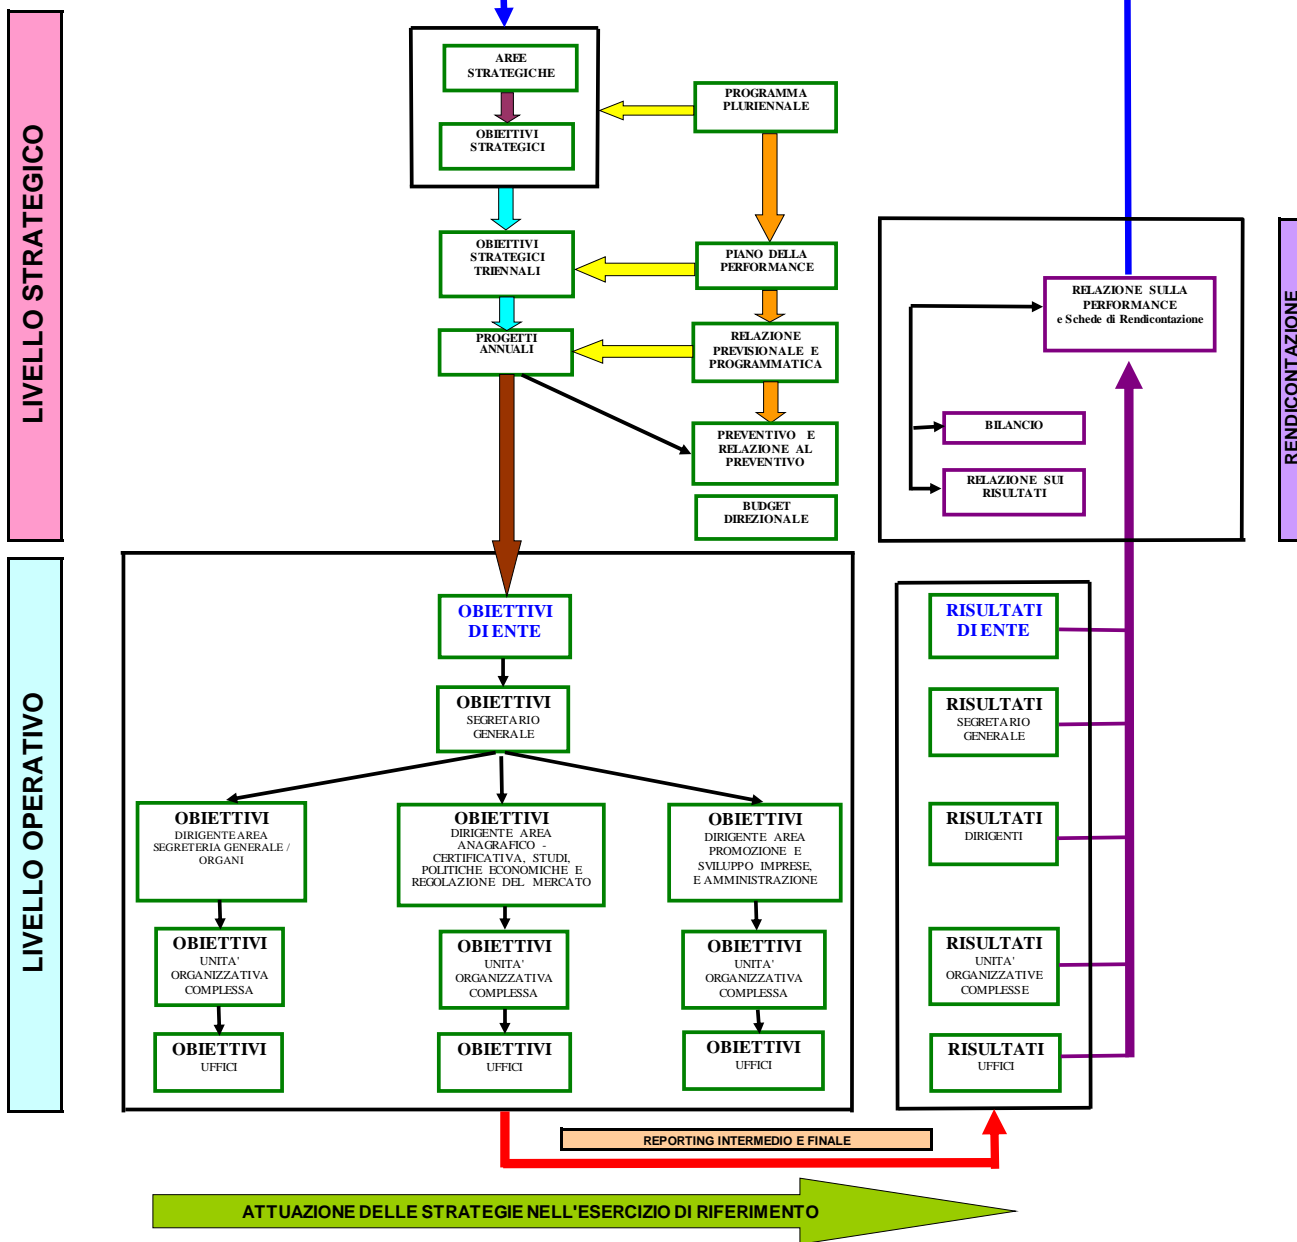 LIVELLO STRATEGICO
AREE
STRATEGICHE
OBIETTIVI
STRATEGICI
PROGRAMMA
PLURIENNALE
OBIETTIVI
STRATEGICI
TRIENNALI
PIANO DELLA
PERFORMANCE
PROGETTI
ANNUALI
RELAZIONE
PREVISIONALE E
PROGRAMMATICA
PREVENTIVO E
RELAZIONE AL
PREVENTIVO
BUDGET
DIREZIONALE
RELAZIONE SULLA
PERFORMANCE
e Schede di Rendicontazione
BILANCIO
RELAZIONE SUI
RISULTATI
RENDICONTAZIONE
LIVELLO OPERATIVO
OBIETTIVI
DI ENTE
OBIETTIVI
SEGRETARIO
GENERALE
OBIETTIVI
DIRIGENTE AREA
SEGRETERIA GENERALE /
ORGANI
OBIETTIVI
DIRIGENTE AREA
ANAGRAFICO -
CERTIFICATIVA, STUDI,
POLITICHE ECONOMICHE E
REGOLAZIONE DEL MERCATO
OBIETTIVI
DIRIGENTE AREA
PROMOZIONE E
SVILUPPO IMPRESE,
E AMMINISTRAZIONE
OBIETTIVI
UNITA'
ORGANIZZATIVA
COMPLESSA
OBIETTIVI
UNITA'
ORGANIZZATIVA
COMPLESSA
OBIETTIVI
UNITA'
ORGANIZZATIVA
COMPLESSA
OBIETTIVI
UFFICI
OBIETTIVI
UFFICI
OBIETTIVI
UFFICI
RISULTATI
DI ENTE
RISULTATI
SEGRETARIO
GENERALE
RISULTATI
DIRIGENTI
RISULTATI
UNITA'
ORGANIZZATIVE
COMPLESSE
RISULTATI
UFFICI
REPORTING INTERMEDIO E FINALE
ATTUAZIONE DELLE STRATEGIE NELL'ESERCIZIO DI RIFERIMENTO